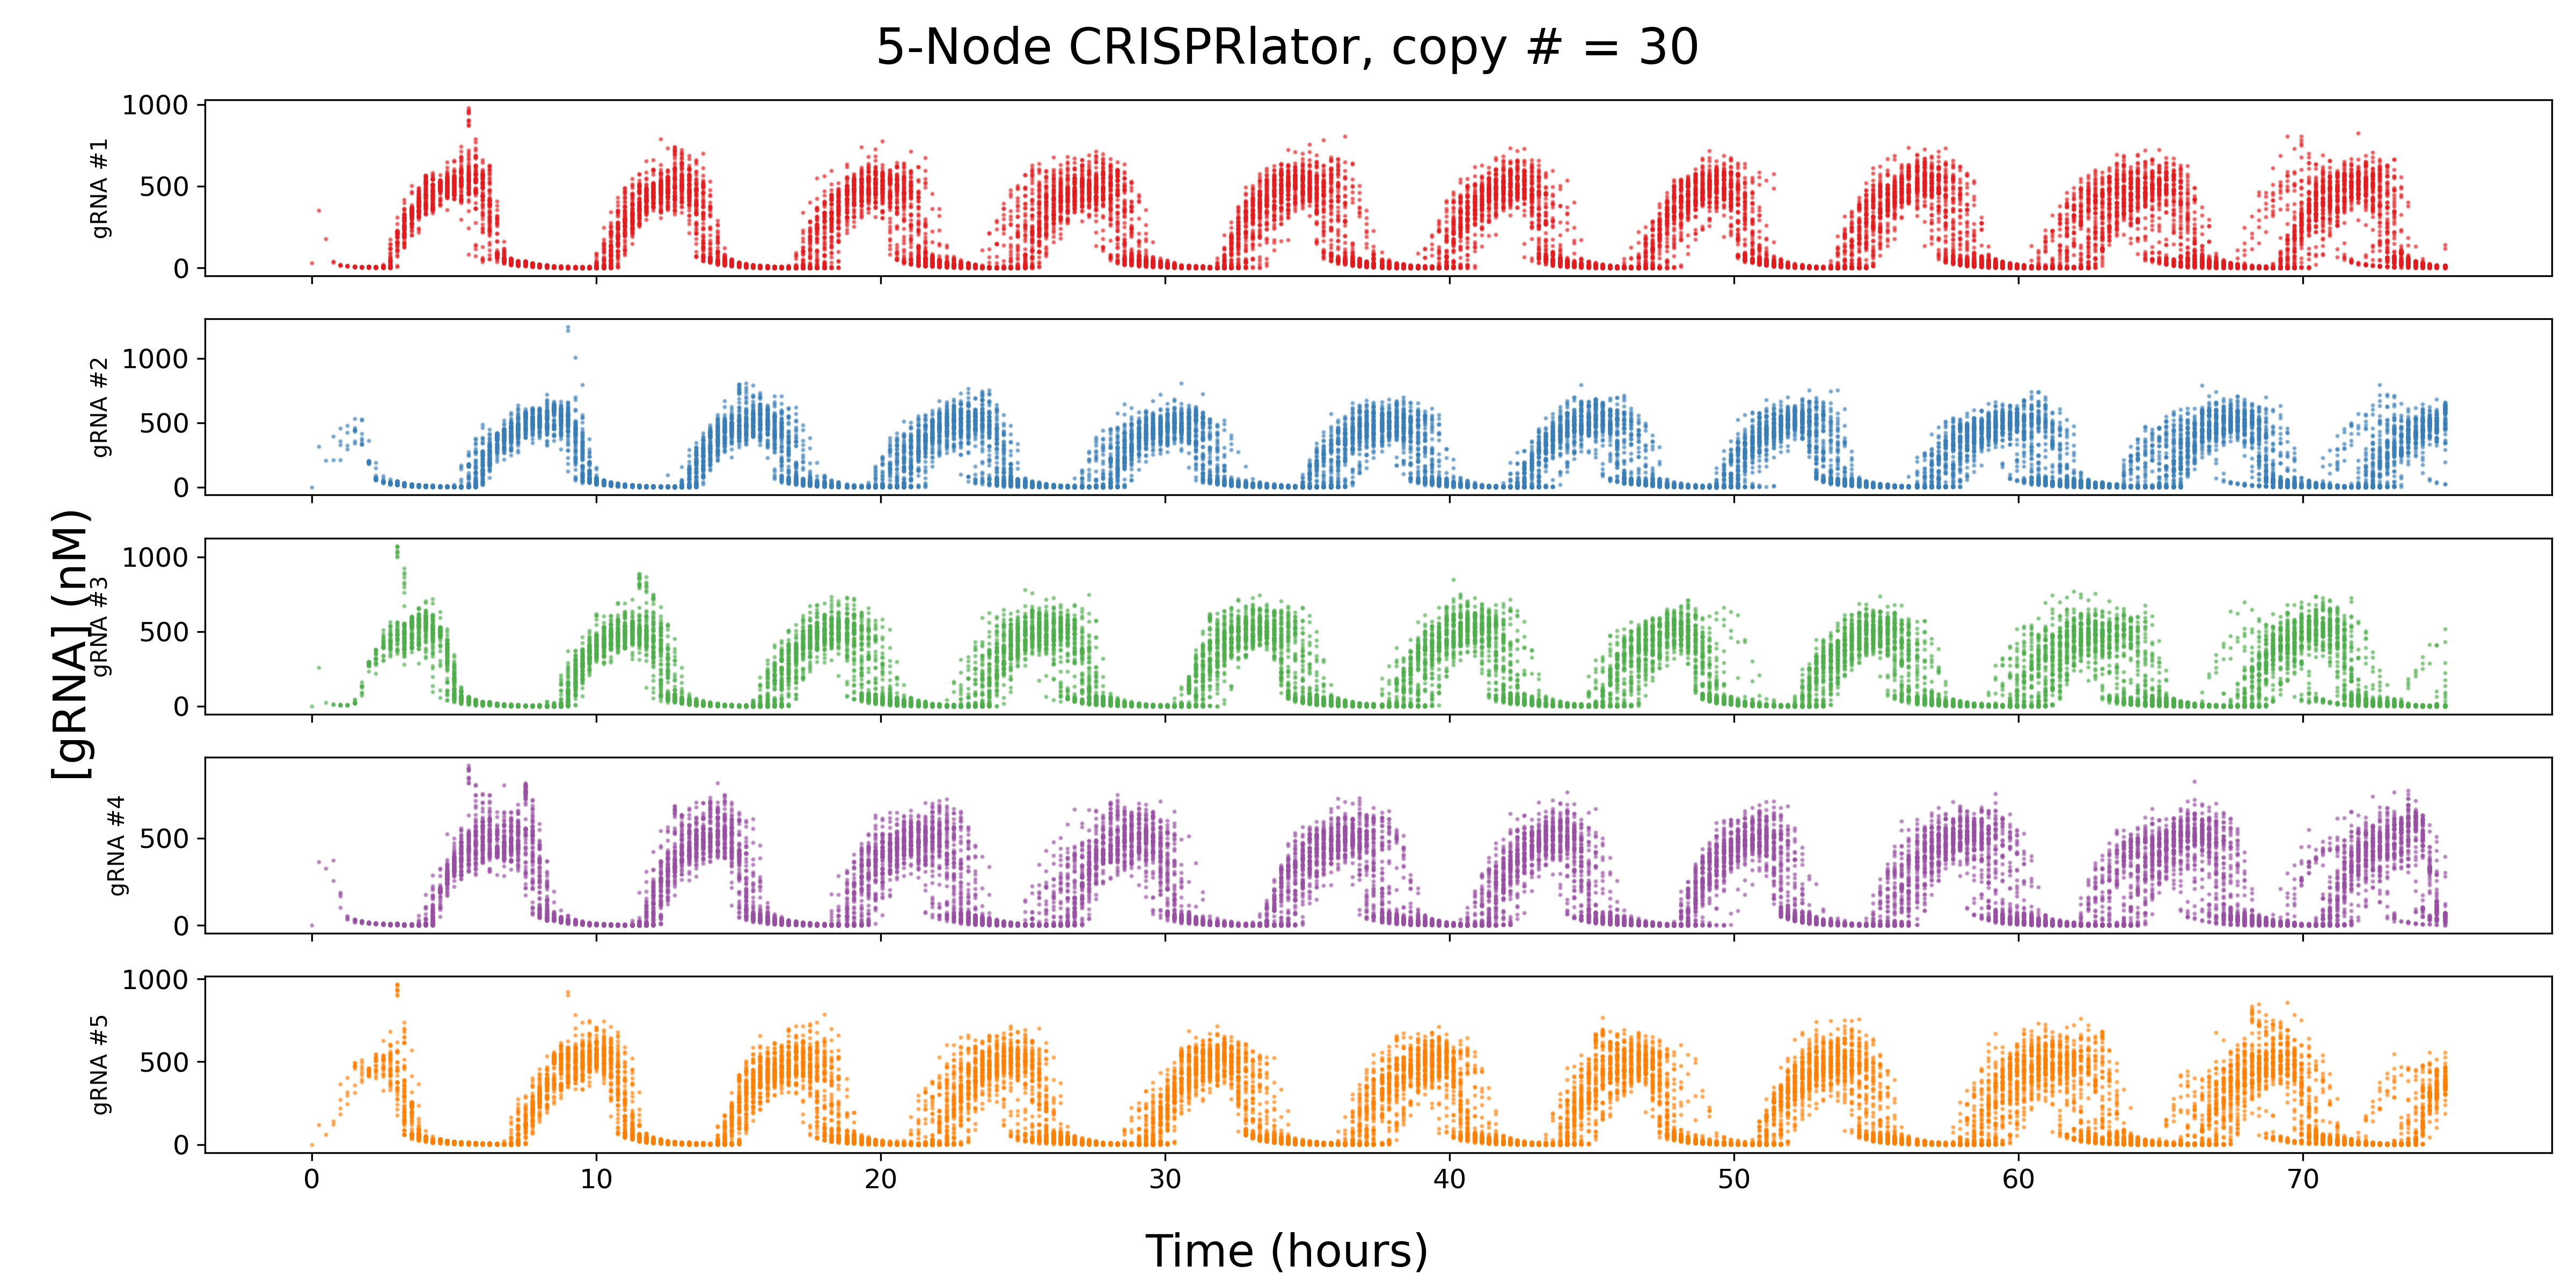 5-Node CRISPRlator, copy # = 30
1000
500
0
gRNA #1
1000
500
0
gRNA #2
1000
500
0
gRNA #3
[gRNA] (nM)
500
0
gRNA #4
1000
500
0
gRNA #5
0 10 20 30 40 50 60 70
Time (hours)